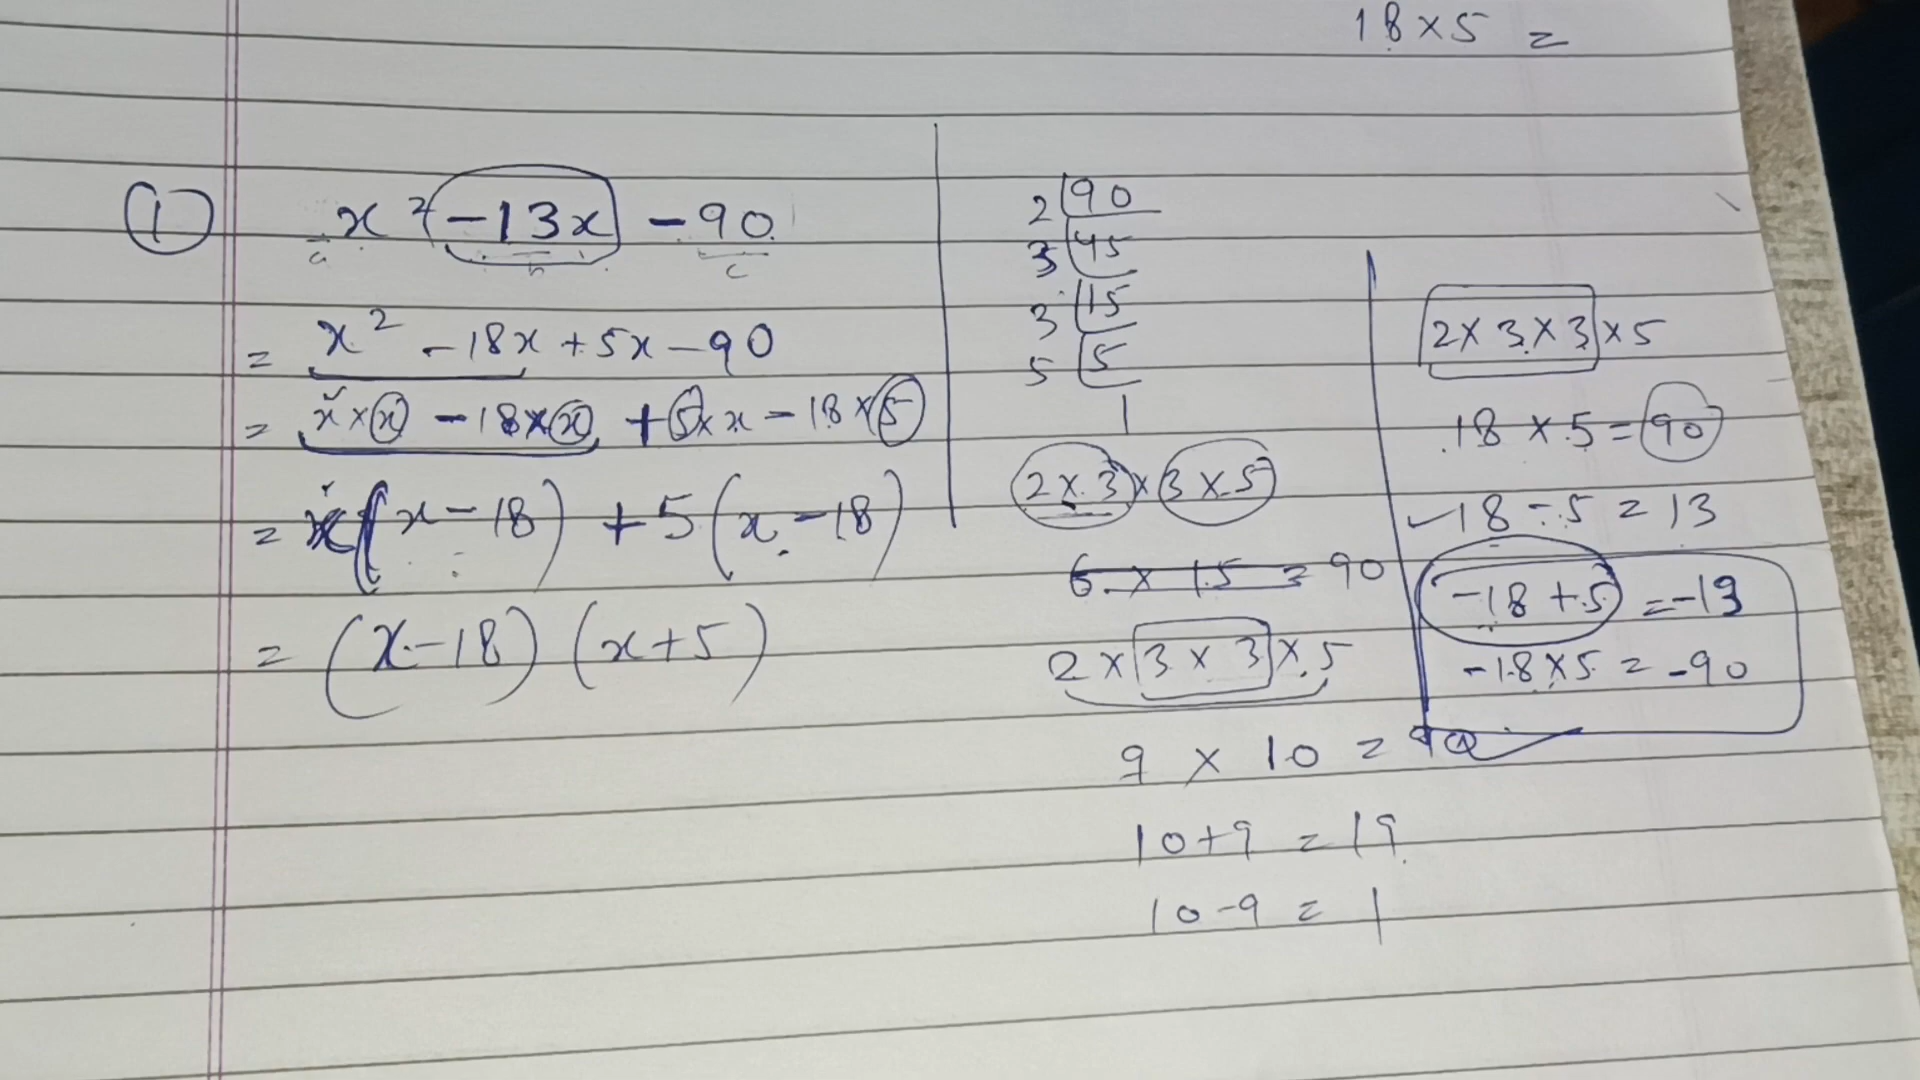 18 × 5 =
① x² - 13x - 90
a b c
= x² - 18x + 5x - 90
= x × x - 18 × x + 5 × x - 18 × 5
= x (x - 18) + 5 (x - 18)
= (x - 18) (x + 5)
2 | 90
3 | 45
3 | 15
5 | 5
1
2 × 3 × 3 × 5
6 × 15 = 90
2 × 3 × 3 × 5
9 × 10 = 90
10 + 9 = 19
10 - 9 = 1
2 × 3 × 3 × 5
18 × 5 = 90
18 - 5 = 13
-18 + 5 = -13
-18 × 5 = -90